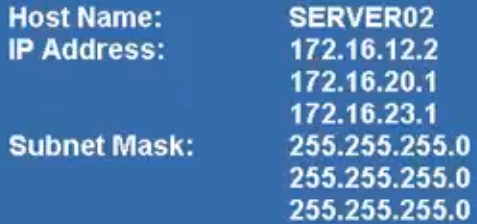 Host Name: SERVER02
IP Address: 172.16.12.2
172.16.20.1
172.16.23.1
Subnet Mask: 255.255.255.0
255.255.255.0
255.255.255.0